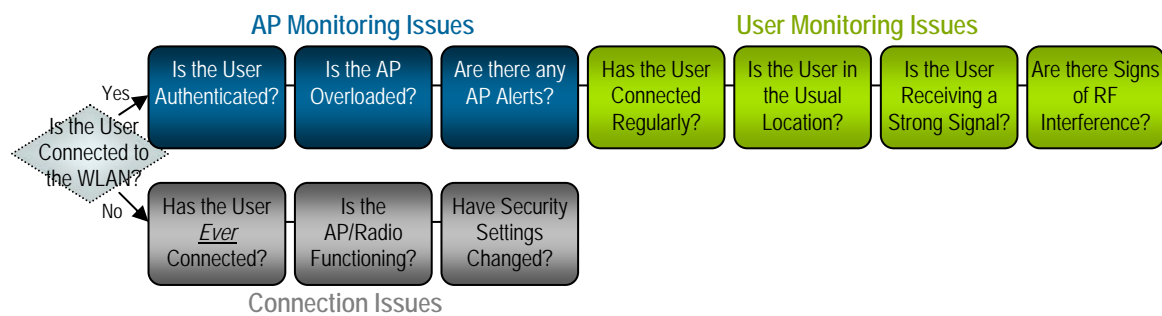 AP Monitoring Issues
User Monitoring Issues
Yes
Is the User
Connected to
the WLAN?
No
Is the User
Authenticated?
Is the AP
Overloaded?
Are there any
AP Alerts?
Has the User
Connected
Regularly?
Is the User in
the Usual
Location?
Is the User
Receiving a
Strong Signal?
Are there Signs
of RF
Interference?
Has the User
Ever
Connected?
Is the
AP/Radio
Functioning?
Have Security
Settings
Changed?
Connection Issues